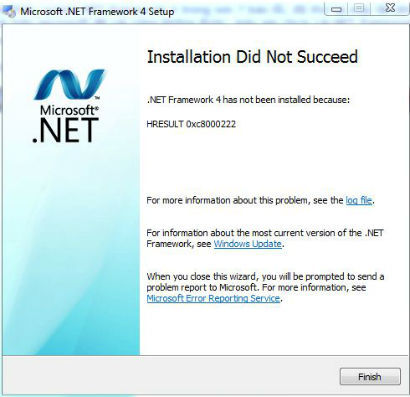 Microsoft .NET Framework 4 Setup
Installation Did Not Succeed
.NET Framework 4 has not been installed because:
HRESULT 0xc8000222
Microsoft®
.NET
For more information about this problem, see the log file.
For information about the most current version of the .NET
Framework, see Windows Update.
When you close this wizard, you will be prompted to send a
problem report to Microsoft. For more information, see
Microsoft Error Reporting Service.
Finish